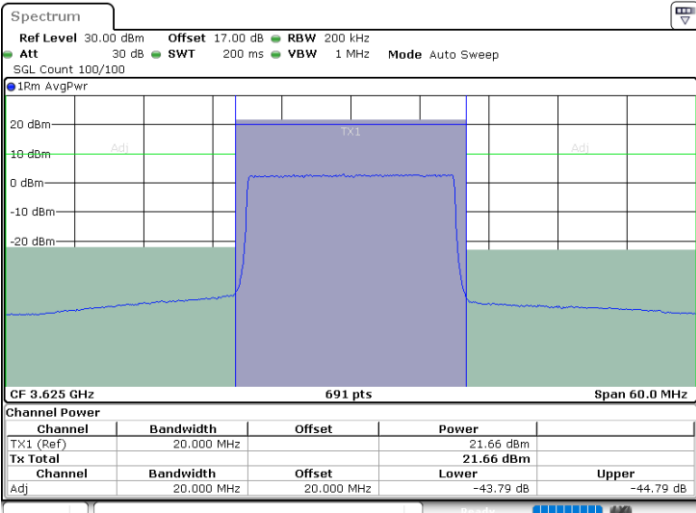 Spectrum
Ref Level 30.00 dBm Offset 17.00 dB RBW 200 kHz
Att 30 dB SWT 200 ms VBW 1 MHz Mode Auto Sweep
SGL Count 100/100
1Rm AvgPwr
20 dBm
TX1
Adj Adj
10 dBm
0 dBm
-10 dBm
-20 dBm
CF 3.625 GHz 691 pts Span 60.0 MHz
Channel Power
Channel Bandwidth Offset Power
TX1 (Ref) 20.000 MHz 21.66 dBm
Tx Total 21.66 dBm
Channel Bandwidth Offset Lower Upper
Adj 20.000 MHz 20.000 MHz -43.79 dB -44.79 dB